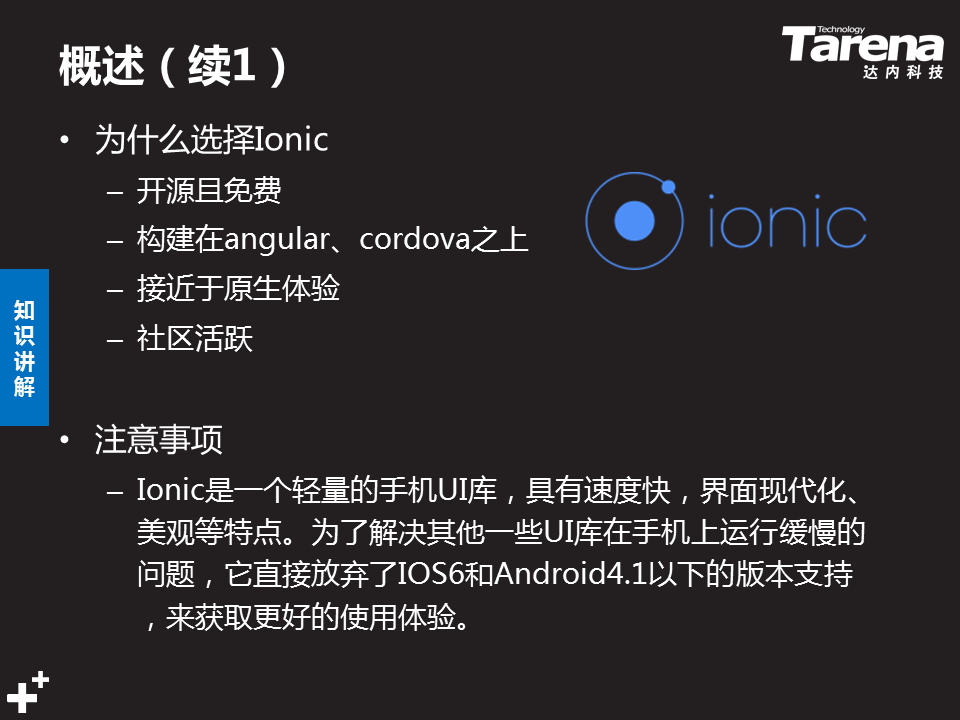 概述（续1）
Technology
Tarena
达内科技
• 为什么选择Ionic
– 开源且免费
– 构建在angular、cordova之上
– 接近于原生体验
– 社区活跃
ionic
知识讲解
• 注意事项
– Ionic是一个轻量的手机UI库，具有速度快，界面现代化、
美观等特点。为了解决其他一些UI库在手机上运行缓慢的
问题，它直接放弃了IOS6和Android4.1以下的版本支持
，来获取更好的使用体验。